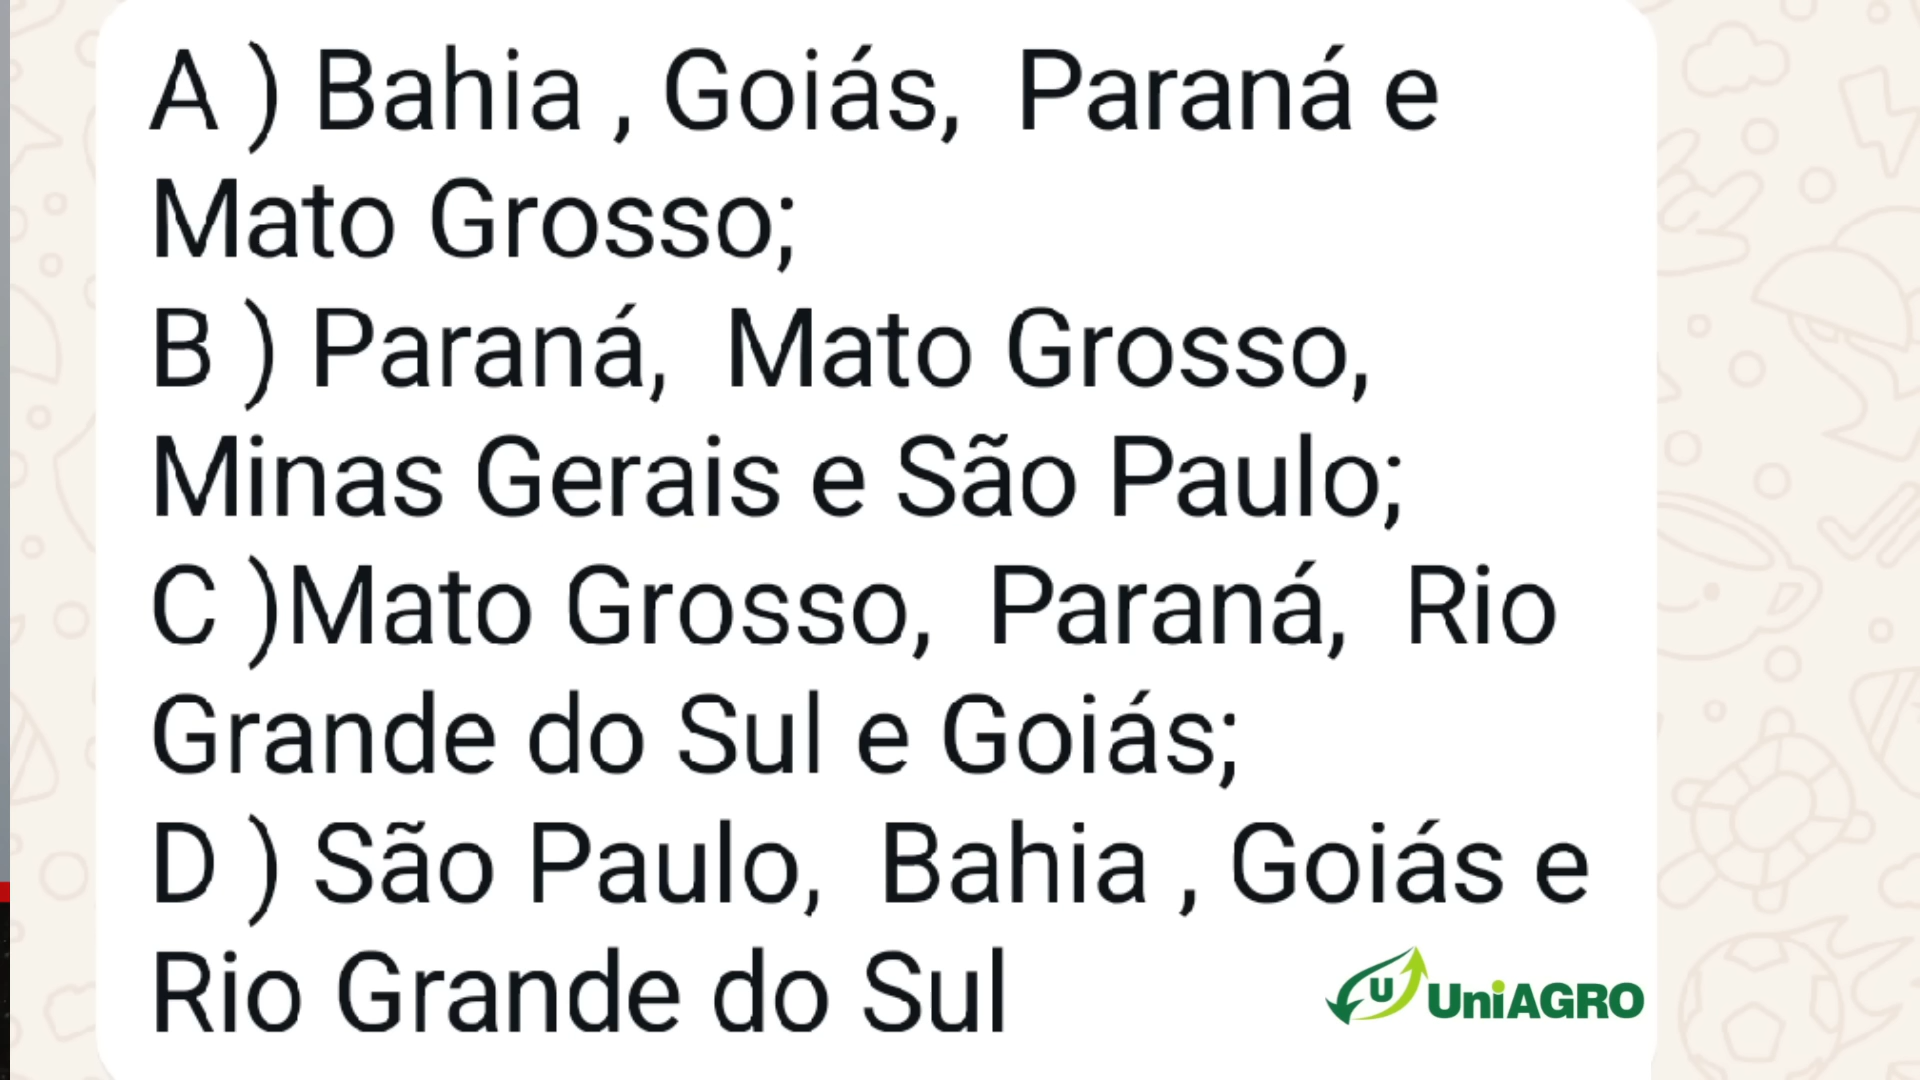 A ) Bahia , Goiás,  Paraná e
Mato Grosso;
B ) Paraná,  Mato Grosso,
Minas Gerais e São Paulo;
C )Mato Grosso,  Paraná,  Rio
Grande do Sul e Goiás;
D ) São Paulo,  Bahia , Goiás e
Rio Grande do Sul
U UniAGRO